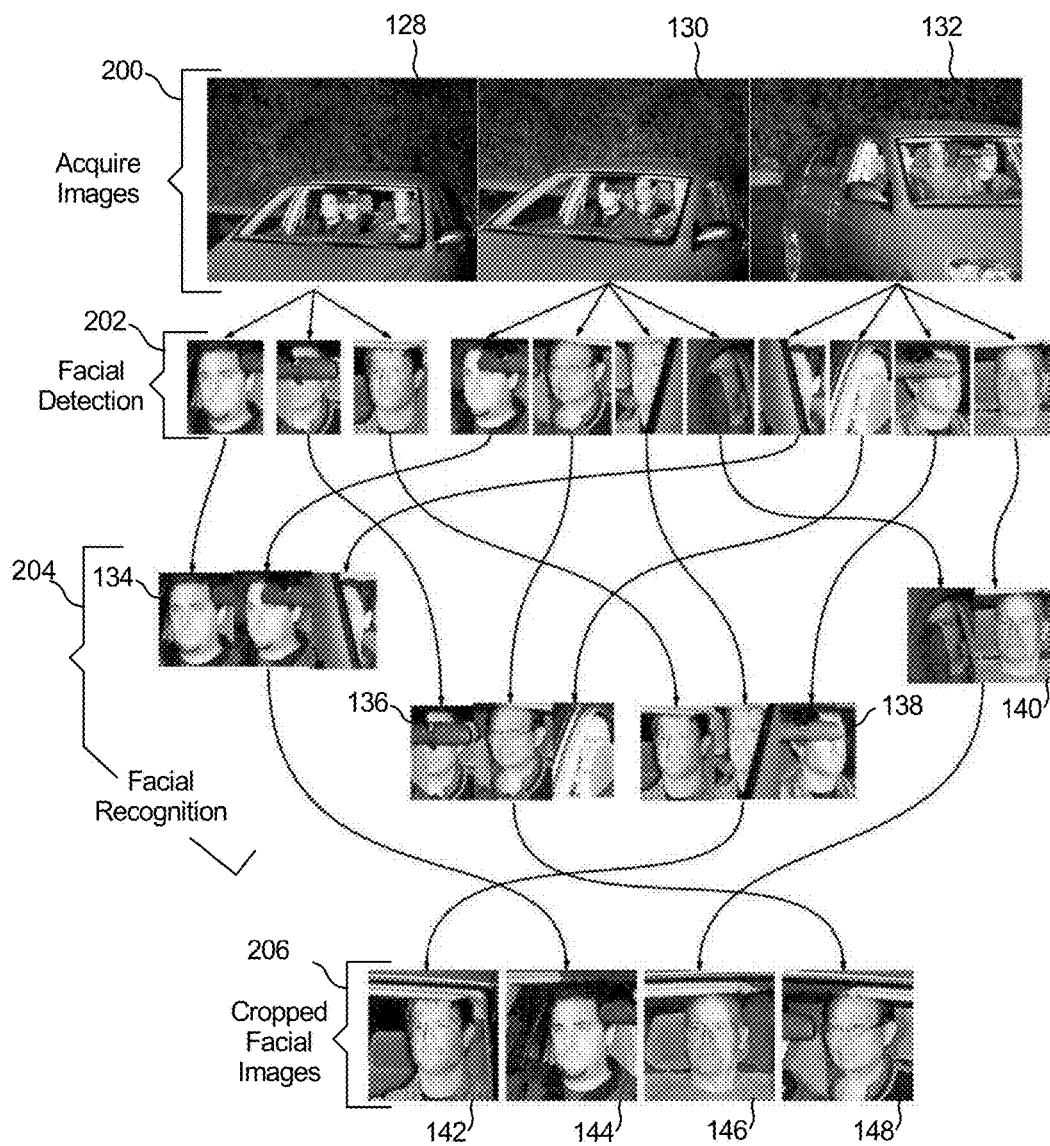 128
130
132
200
Acquire
Images
202
Facial
Detection
204
134
136
138
140
Facial
Recognition
206
Cropped
Facial
Images
142
144
146
148